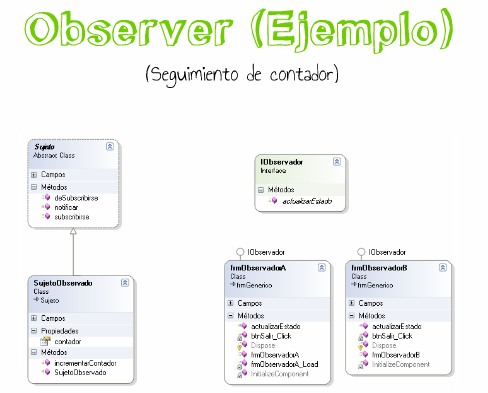 Observer (Ejemplo)
(Seguimiento de contador)
Sujeto
Abstract Class
Campos
Métodos
deSubscribirse
notificar
subscribirse
SujetoObservado
Class
Sujeto
Campos
Propiedades
contador
Métodos
incrementarContador
SujetoObservado
IObservador
Interface
Métodos
actualizarEstado
IObservador
frmObservadorA
Class
frmGenerico
Campos
Métodos
actualizarEstado
btnSalir_Click
Dispose
frmObservadorA
frmObservadorA_Load
InitializeComponent
IObservador
frmObservadorB
Class
frmGenerico
Campos
Métodos
actualizarEstado
btnSalir_Click
Dispose
frmObservadorB
InitializeComponent